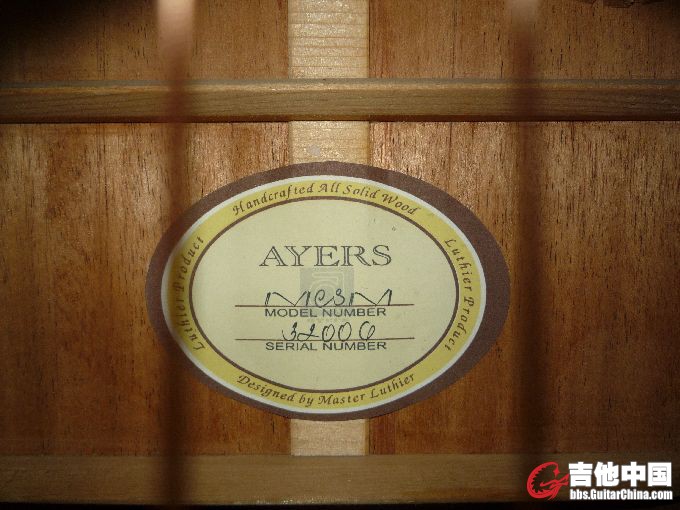 Handcrafted All Solid Wood
Luthier Product
Luthier Product
AYERS
MODEL NUMBER
SERIAL NUMBER
Designed by Master Luthier
吉他中国
bbs.GuitarChina.com